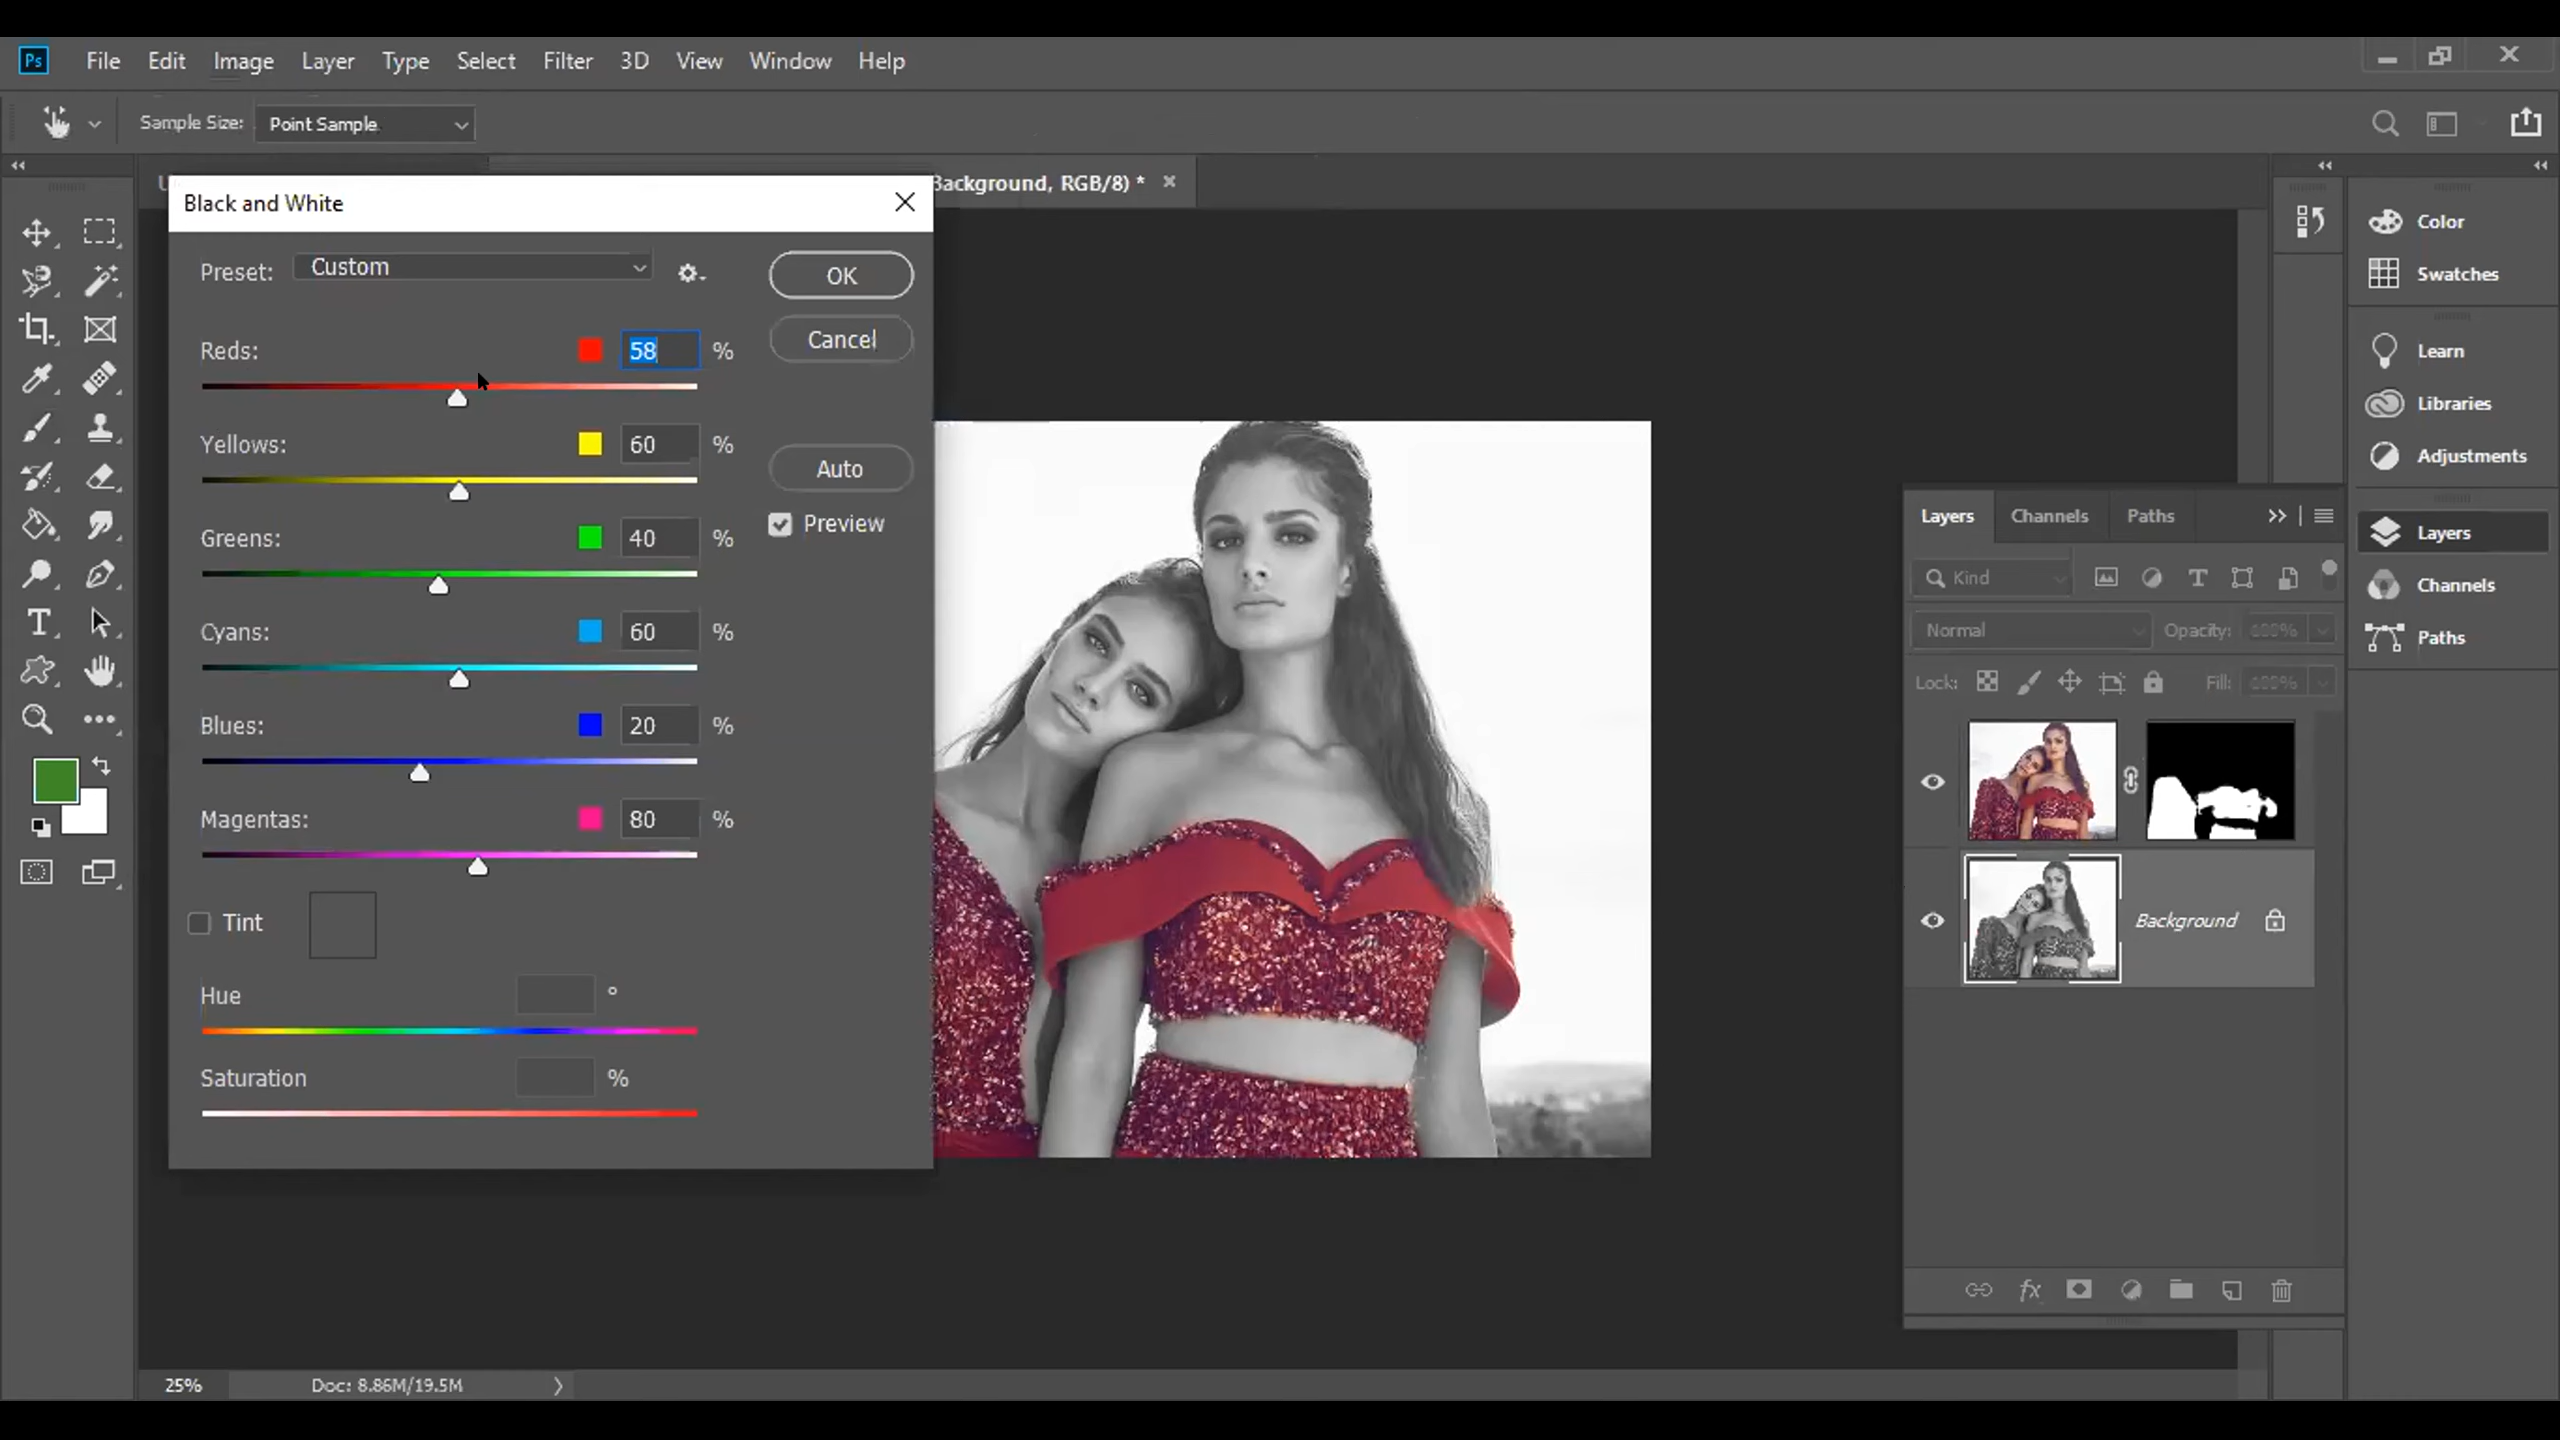 Ps File Edit Image Layer Type Select Filter 3D View Window Help
Sample Size: Point Sample
Background, RGB/8) *
Black and White
Preset: Custom
OK
Cancel
Auto
Preview
Reds: 58 %
Yellows: 60 %
Greens: 40 %
Cyans: 60 %
Blues: 20 %
Magentas: 80 %
Tint
Hue °
Saturation %
Layers Channels Paths
Kind
Normal Opacity:
Lock: Fill:
Background
Color
Swatches
Learn
Libraries
Adjustments
Layers
Channels
Paths
25% Doc: 8.86M/19.5M